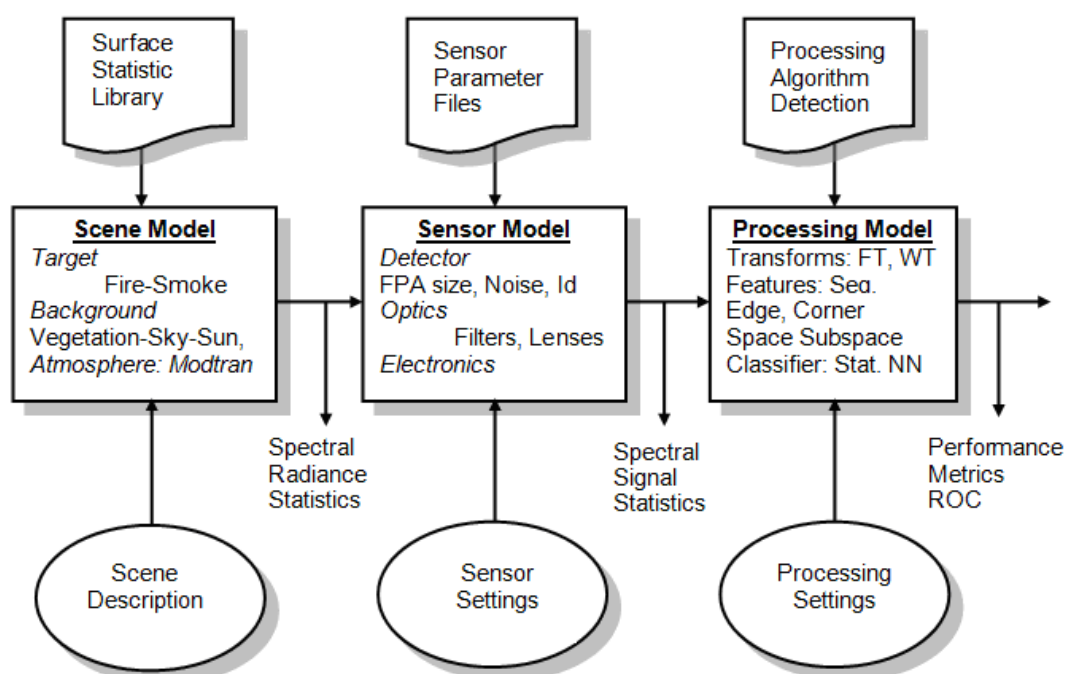 Surface
Statistic
Library
Sensor
Parameter
Files
Processing
Algorithm
Detection
Scene Model
Target
Fire-Smoke
Background
Vegetation-Sky-Sun,
Atmosphere: Modtran
Sensor Model
Detector
FPA size, Noise, Id
Optics
Filters, Lenses
Electronics
Processing Model
Transforms: FT, WT
Features: Seg.
Edge, Corner
Space Subspace
Classifier: Stat. NN
Spectral
Radiance
Statistics
Spectral
Signal
Statistics
Performance
Metrics
ROC
Scene
Description
Sensor
Settings
Processing
Settings